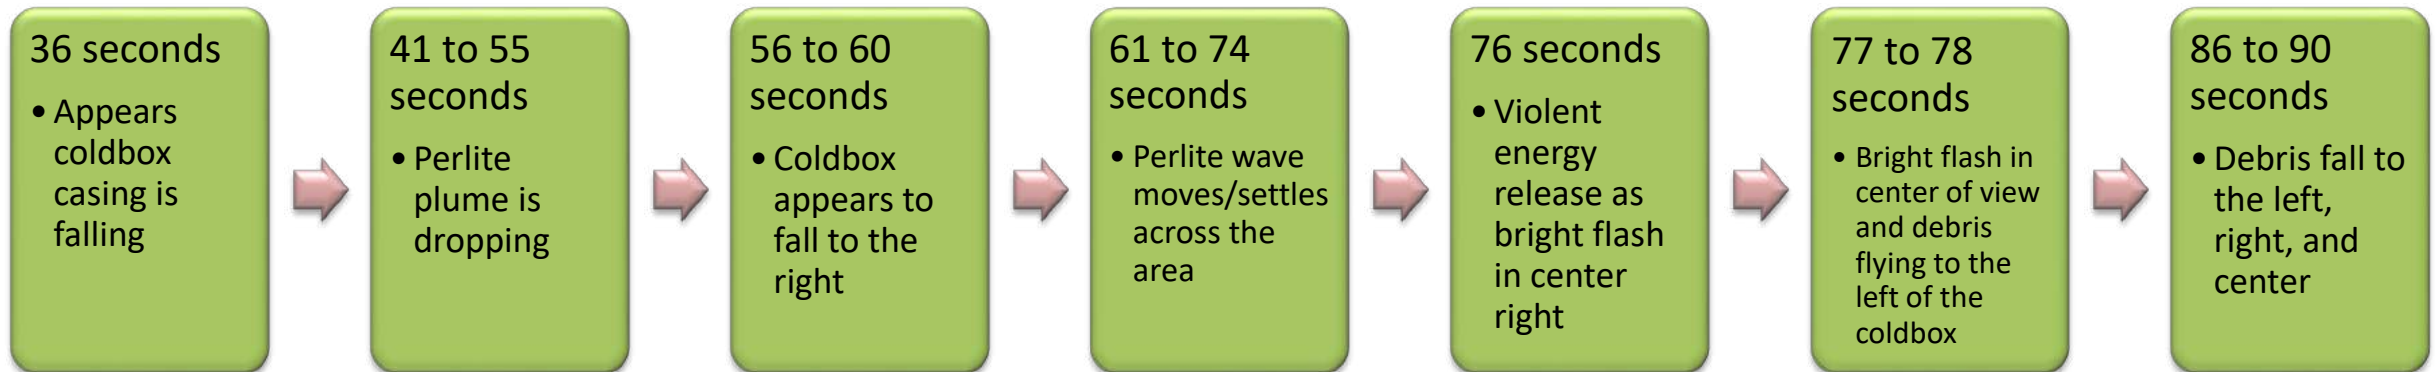 36 seconds
• Appears
coldbox
casing is
falling
41 to 55
seconds
• Perlite
plume is
dropping
56 to 60
seconds
• Coldbox
appears to
fall to the
right
61 to 74
seconds
• Perlite wave
moves/settles
across the
area
76 seconds
• Violent
energy
release as
bright flash
in center
right
77 to 78
seconds
• Bright flash in
center of view
and debris
flying to the
left of the
coldbox
86 to 90
seconds
• Debris fall to
the left,
right, and
center